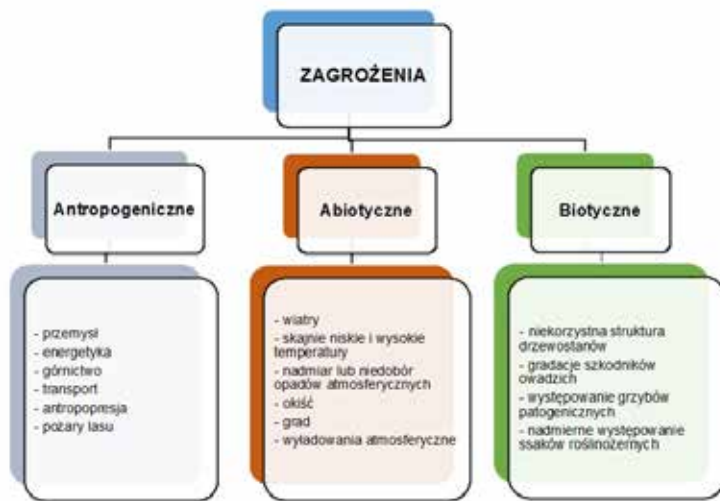 ZAGROŻENIA
Antropogeniczne
- przemysł
- energetyka
- górnictwo
- transport
- antropopresja
- pożary lasu
Abiotyczne
- wiatry
- skajnie niskie i wysokie
temperatury
- nadmiar lub niedobór
opadów atmosferycznych
- okiść
- grad
- wyładowania atmosferyczne
Biotyczne
- niekorzystna struktura
drzewostanów
- gradacje szkodników
owadzich
- występowanie grzybów
patogenicznych
- nadmierne występowanie
ssaków roślinożernych